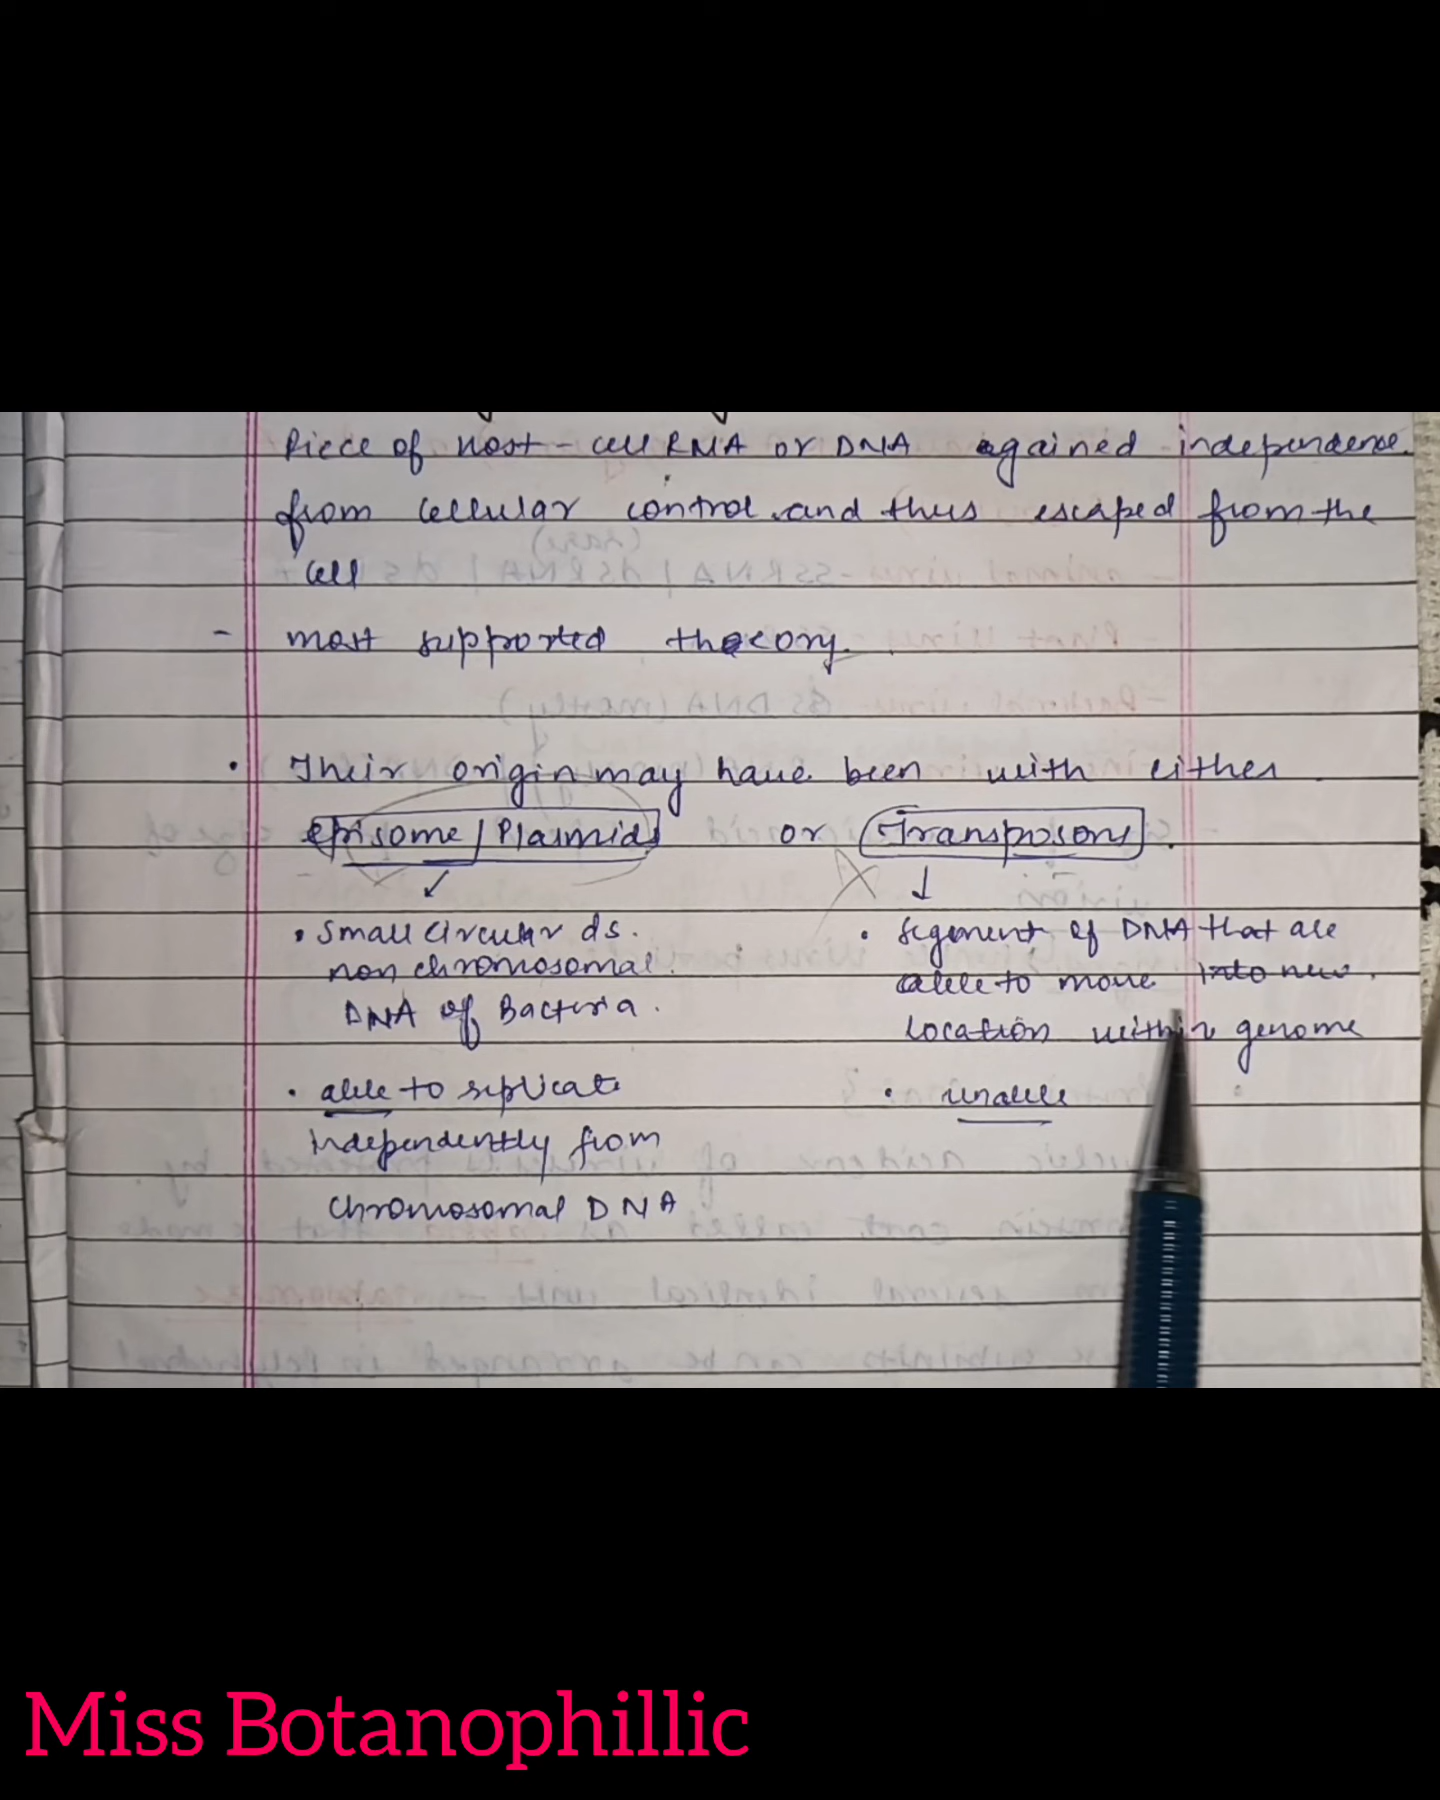 Piece of host-cell RNA or DNA gained independence
from cellular control and thus escaped from the
cell
- most supported theory.
• Their origin may have been with either
episome/Plasmids or Transposons.
• Small circular ds.
non chromosomal
DNA of Bacteria.
• able to replicate
independently from
chromosomal DNA
• segment of DNA that are
able to move into new
location within genome
• unable
Miss Botanophillic